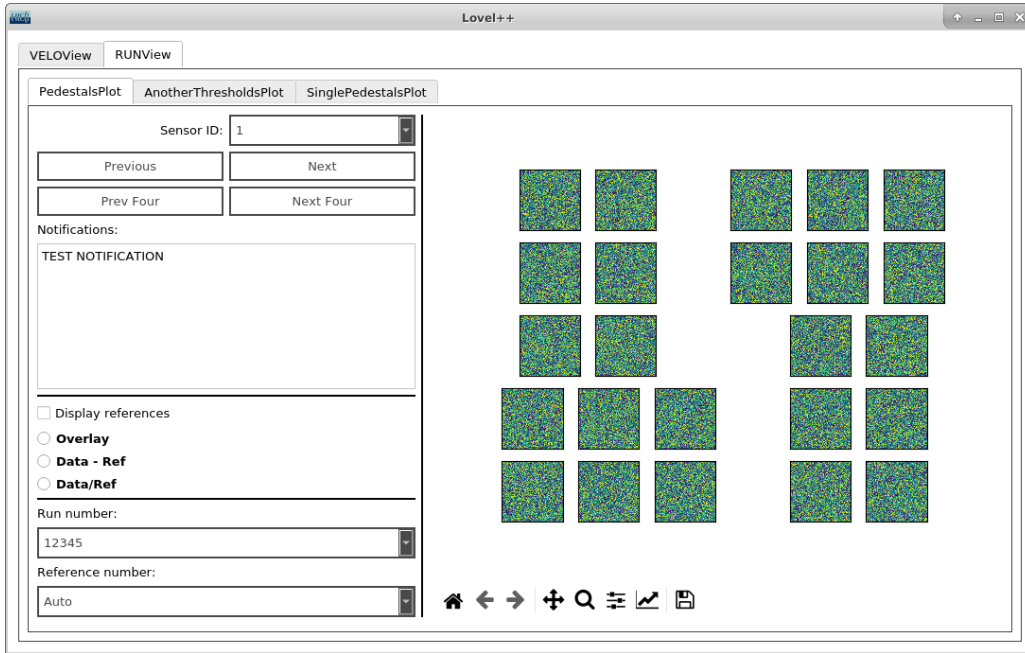 Lovel++
VELOView RUNView
PedestalsPlot AnotherThresholdsPlot SinglePedestalsPlot
Sensor ID: 1
Previous Next
Prev Four Next Four
Notifications:
TEST NOTIFICATION
Display references
Overlay
Data - Ref
Data/Ref
Run number:
12345
Reference number:
Auto